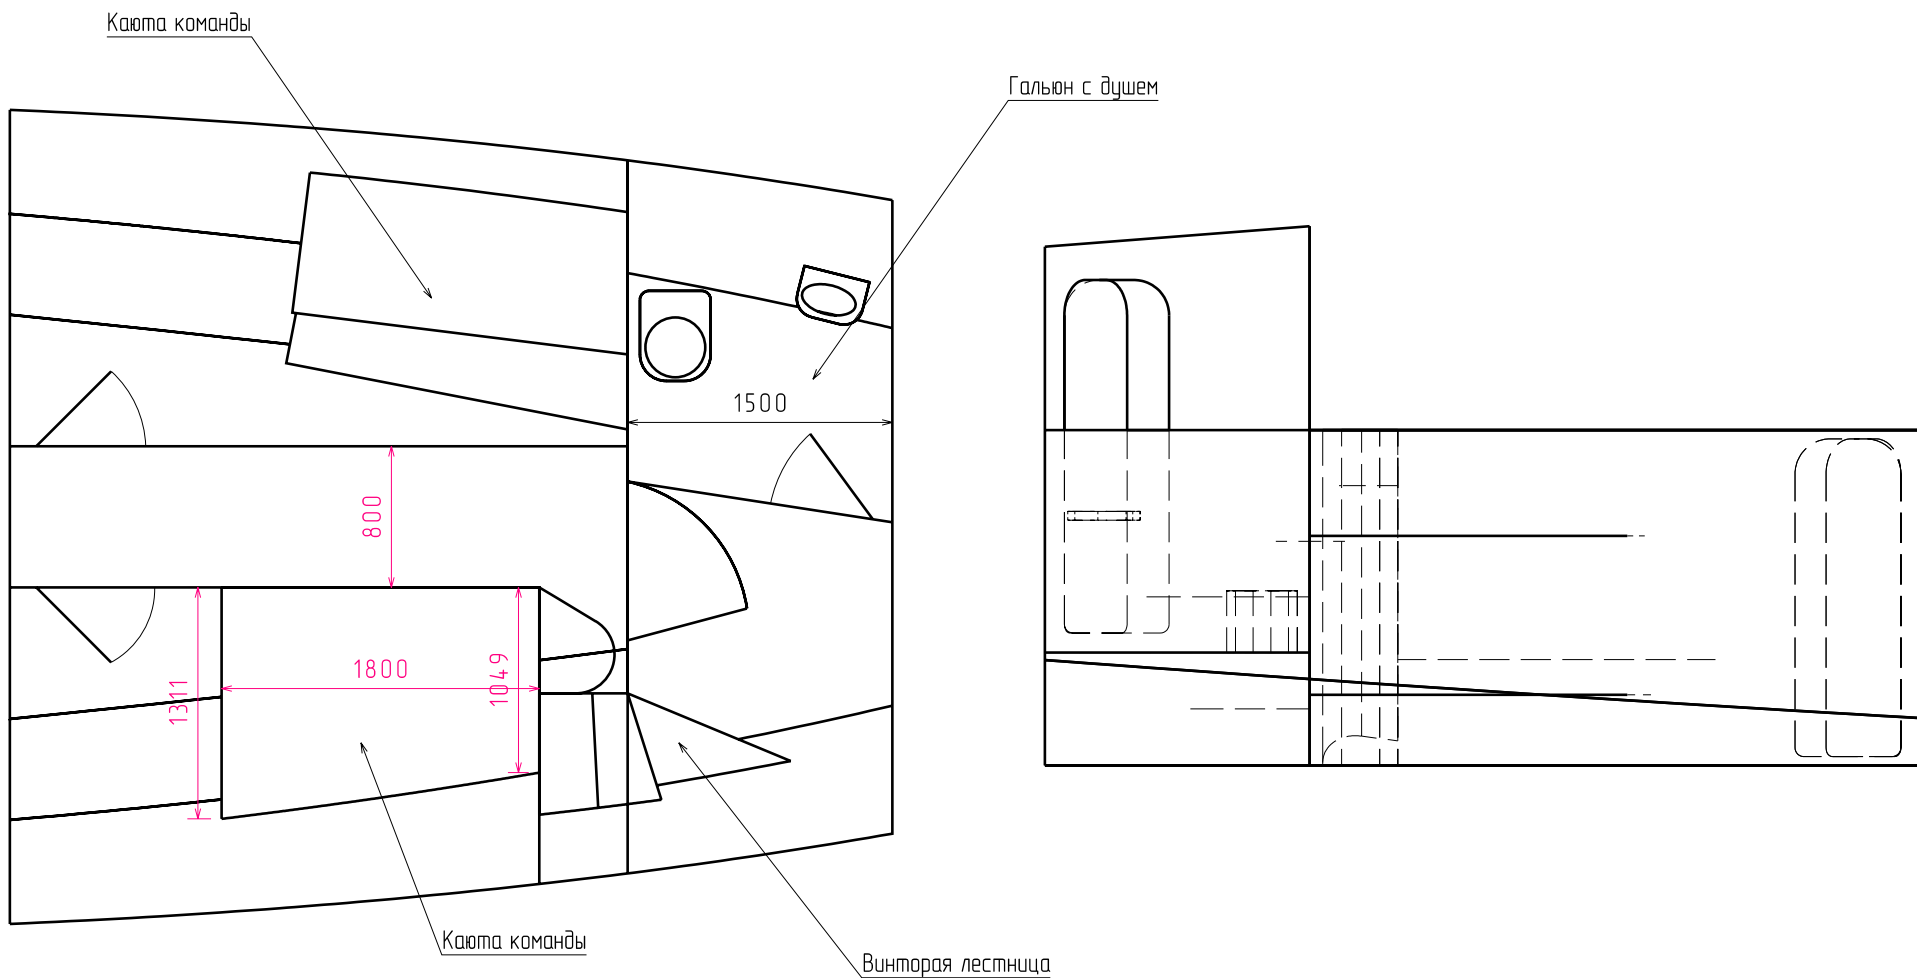 Каюта команды
Гальюн с душем
1500
800
1311
1800
1049
Каюта команды
Винторая лестница